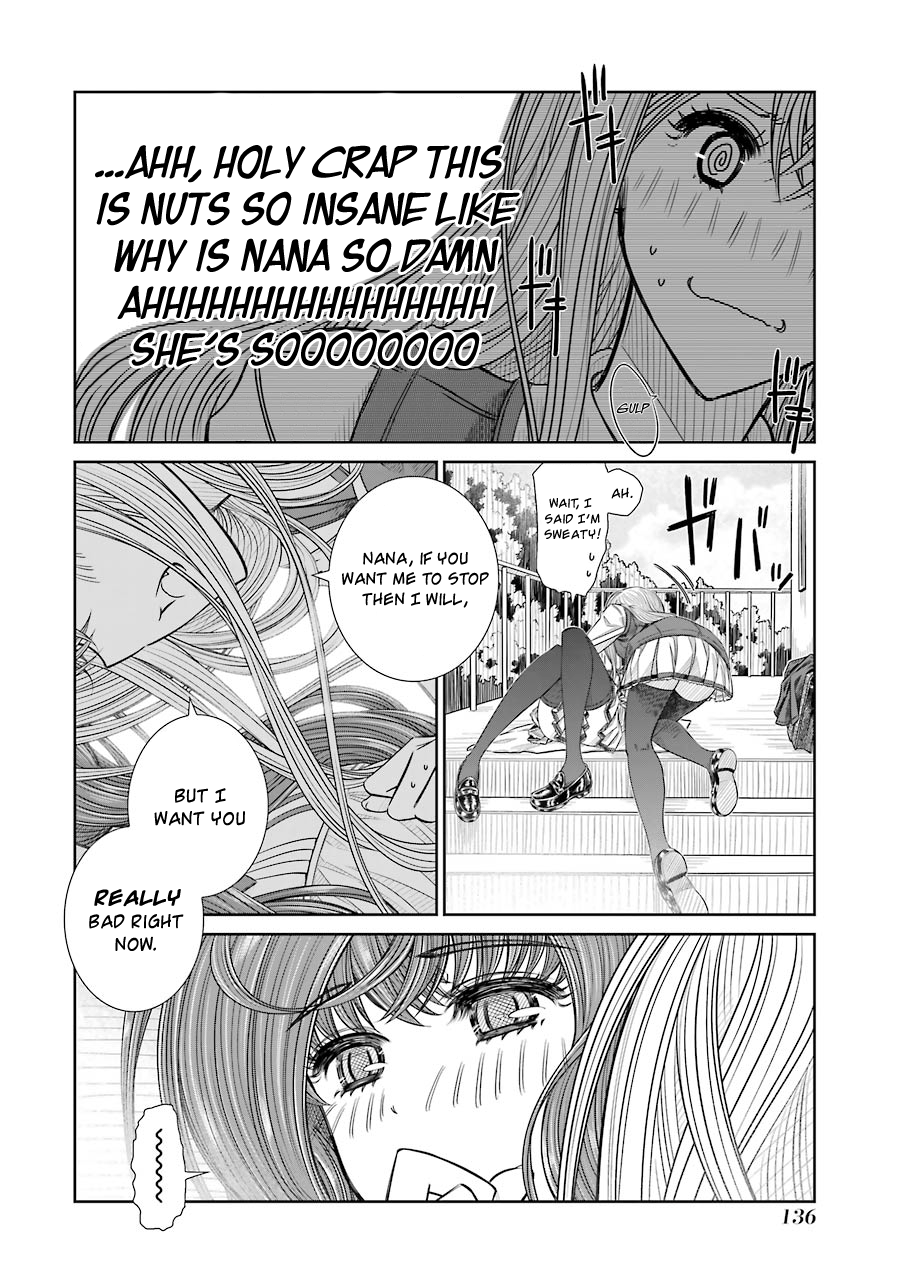 ...AHH, HOLY CRAP THIS
IS NUTS SO INSANE LIKE
WHY IS NANA SO DAMN
AHHHHHHHHHHHHHHHHH
SHE'S SOOOOOOOO
GULP
ドキ
ドキ
ドキ
AH.
WAIT, I
SAID I'M
SWEATY!
ガバッ
NANA, IF YOU
WANT ME TO STOP
THEN I WILL,
BUT I
WANT YOU
REALLY
BAD RIGHT
NOW.
136